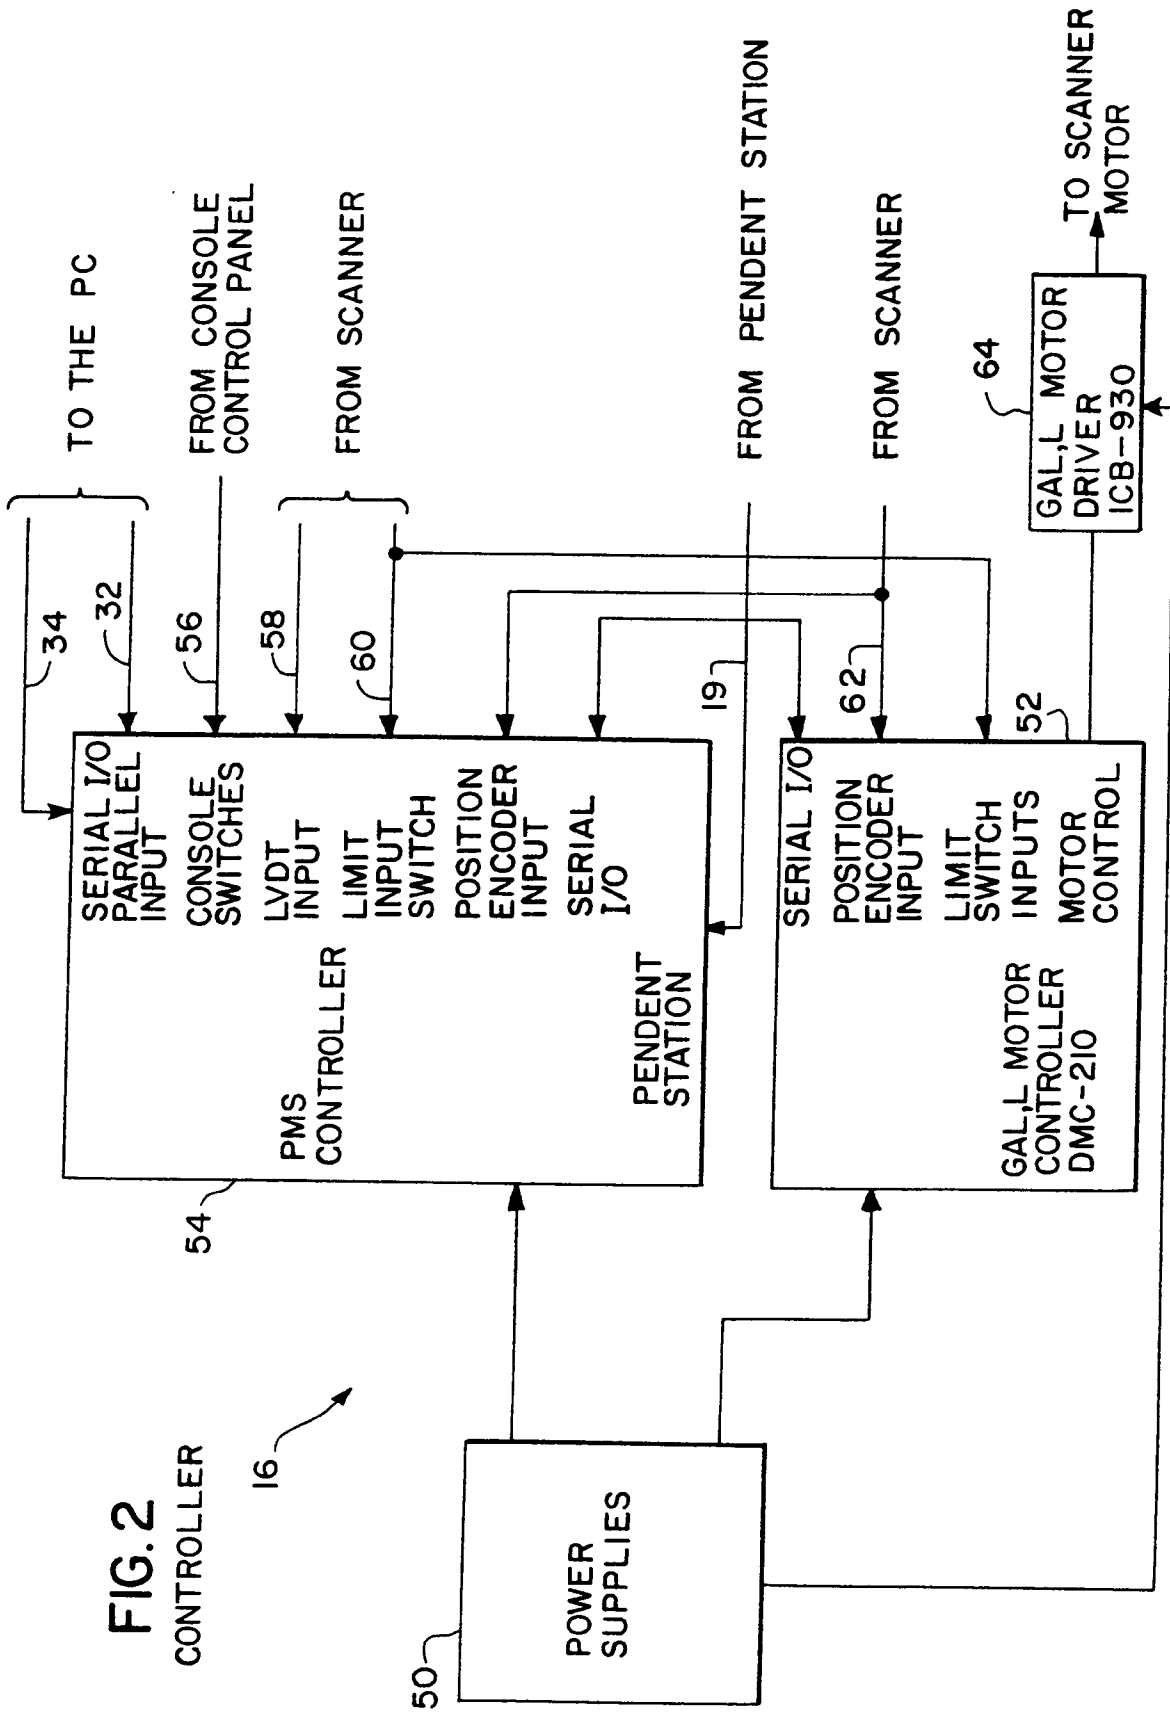 FIG. 2
CONTROLLER
16
50
POWER
SUPPLIES
54
PMS
CONTROLLER
SERIAL I/O
PARALLEL
INPUT
CONSOLE
SWITCHES
LVDT
INPUT
LIMIT
INPUT
SWITCH
POSITION
ENCODER
INPUT
SERIAL
I/O
PENDENT
STATION
34
32
TO THE PC
56
FROM CONSOLE
CONTROL PANEL
58
60
FROM SCANNER
19
FROM PENDENT STATION
62
FROM SCANNER
52
SERIAL I/O
POSITION
ENCODER
INPUT
LIMIT
SWITCH
INPUTS
MOTOR
CONTROL
GAL,L MOTOR
CONTROLLER
DMC-210
64
GAL,L MOTOR
DRIVER
ICB-930
TO SCANNER
MOTOR